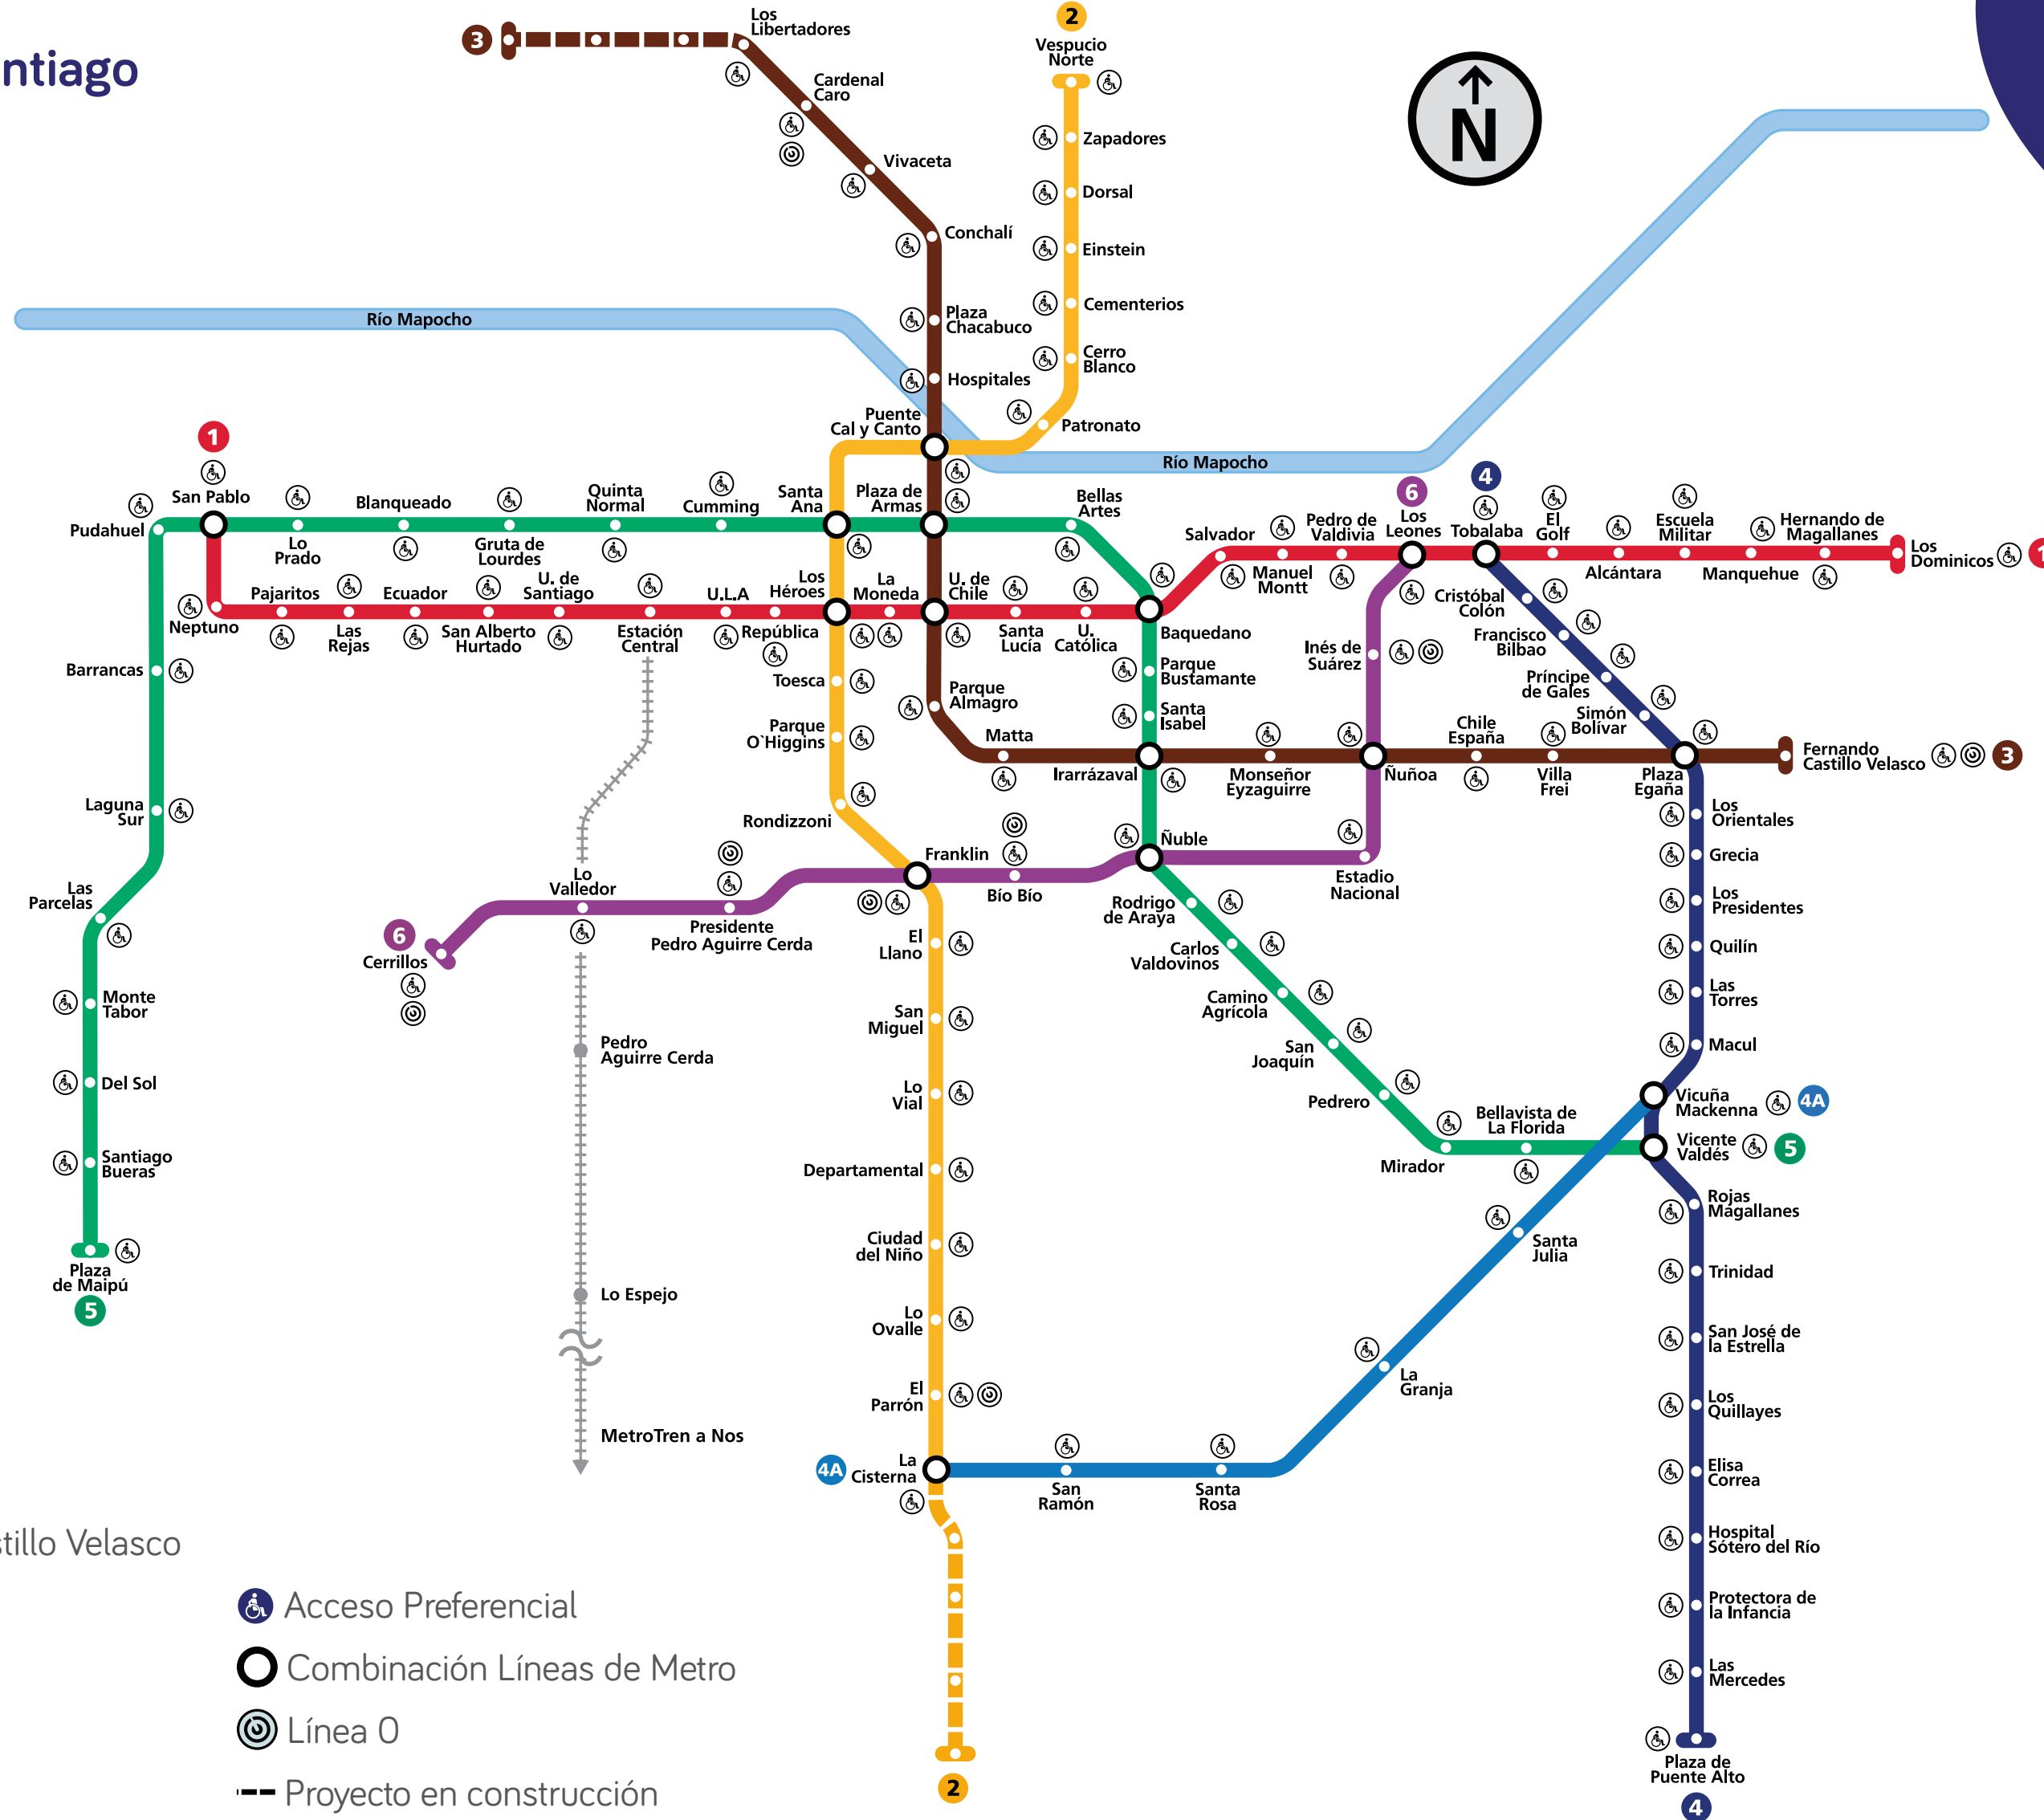 ntiago
3
Los
Libertadores
Cardenal
Caro
Vivaceta
Conchalí
Plaza
Chacabuco
Hospitales
2
Vespucio
Norte
Zapadores
Dorsal
Einstein
Cementerios
Cerro
Blanco
Patronato
N
Río Mapocho
Río Mapocho
Puente
Cal y Canto
1
San Pablo
Pudahuel
Lo
Prado
Blanqueado
Gruta de
Lourdes
Quinta
Normal
Cumming
Santa
Ana
Plaza de
Armas
Bellas
Artes
Neptuno
Pajaritos
Las
Rejas
Ecuador
San Alberto
Hurtado
U. de
Santiago
Estación
Central
U.L.A
República
Los
Héroes
La
Moneda
U. de
Chile
Santa
Lucía
U.
Católica
Baquedano
Salvador
Manuel
Montt
Pedro de
Valdivia
6
Los
Leones
4
Tobalaba
El
Golf
Alcántara
Escuela
Militar
Manquehue
Hernando de
Magallanes
Los
Dominicos
1
Cristóbal
Colón
Francisco
Bilbao
Príncipe
de Gales
Simón
Bolívar
Inés de
Suárez
Parque
Bustamante
Santa
Isabel
Barrancas
Laguna
Sur
Las
Parcelas
Monte
Tabor
Del Sol
Santiago
Bueras
Plaza
de Maipú
5
Toesca
Parque
O`Higgins
Rondizzoni
Parque
Almagro
Matta
Irarrázaval
Monseñor
Eyzaguirre
Ñuñoa
Chile
España
Villa
Frei
Plaza
Egaña
Fernando
Castillo Velasco
3
Franklin
Bío Bío
Ñuble
Estadio
Nacional
Lo
Valledor
Presidente
Pedro Aguirre Cerda
6
Cerrillos
Pedro
Aguirre Cerda
Lo Espejo
MetroTren a Nos
El
Llano
San
Miguel
Lo
Vial
Departamental
Ciudad
del Niño
Lo
Ovalle
El
Parrón
4A
La
Cisterna
San
Ramón
Santa
Rosa
La
Granja
Santa
Julia
Rodrigo
de Araya
Carlos
Valdovinos
Camino
Agrícola
San
Joaquín
Pedrero
Mirador
Bellavista de
La Florida
Los
Orientales
Grecia
Los
Presidentes
Quilín
Las
Torres
Macul
Vicuña
Mackenna
4A
Vicente
Valdés
5
Rojas
Magallanes
Trinidad
San José de
la Estrella
Los
Quillayes
Elisa
Correa
Hospital
Sótero del Río
Protectora de
la Infancia
Las
Mercedes
Plaza de
Puente Alto
4
2
stillo Velasco
Acceso Preferencial
Combinación Líneas de Metro
Línea 0
Proyecto en construcción